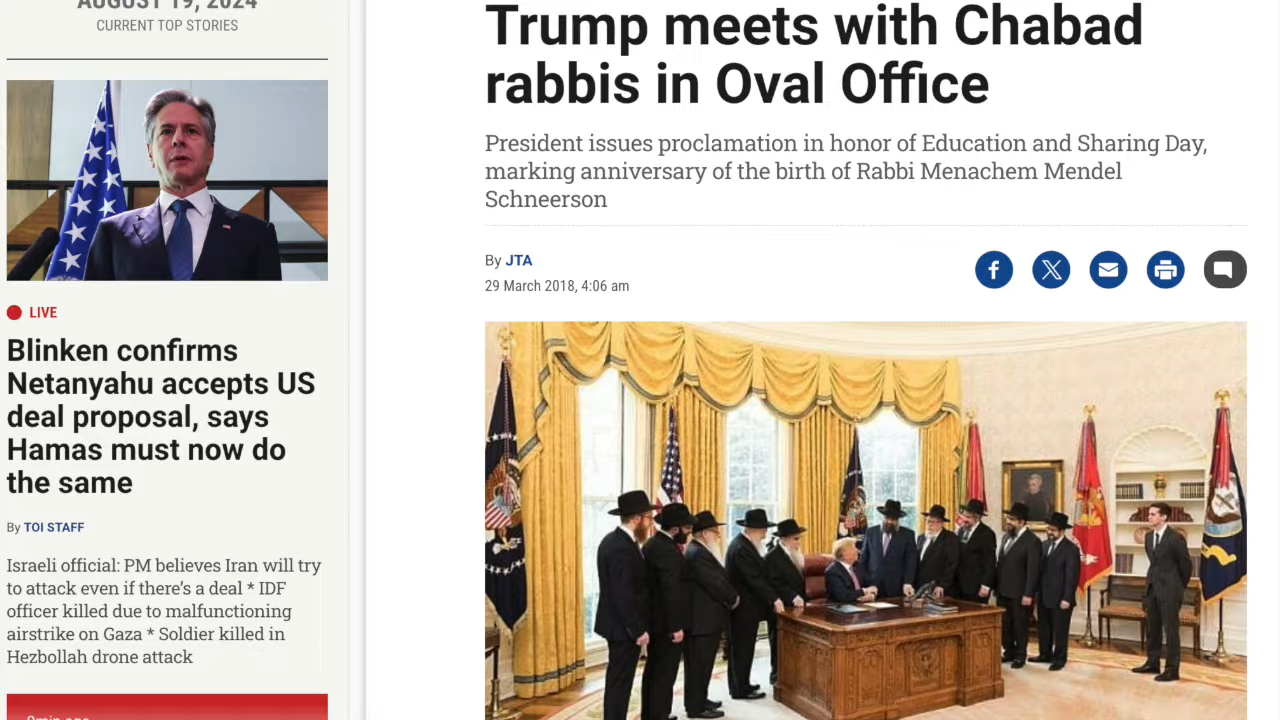 AUGUST 19, 2024
CURRENT TOP STORIES
LIVE
Blinken confirms
Netanyahu accepts US
deal proposal, says
Hamas must now do
the same
By TOI STAFF
Israeli official: PM believes Iran will try
to attack even if there's a deal * IDF
officer killed due to malfunctioning
airstrike on Gaza * Soldier killed in
Hezbollah drone attack
Trump meets with Chabad
rabbis in Oval Office
President issues proclamation in honor of Education and Sharing Day,
marking anniversary of the birth of Rabbi Menachem Mendel
Schneerson
By JTA
29 March 2018, 4:06 am